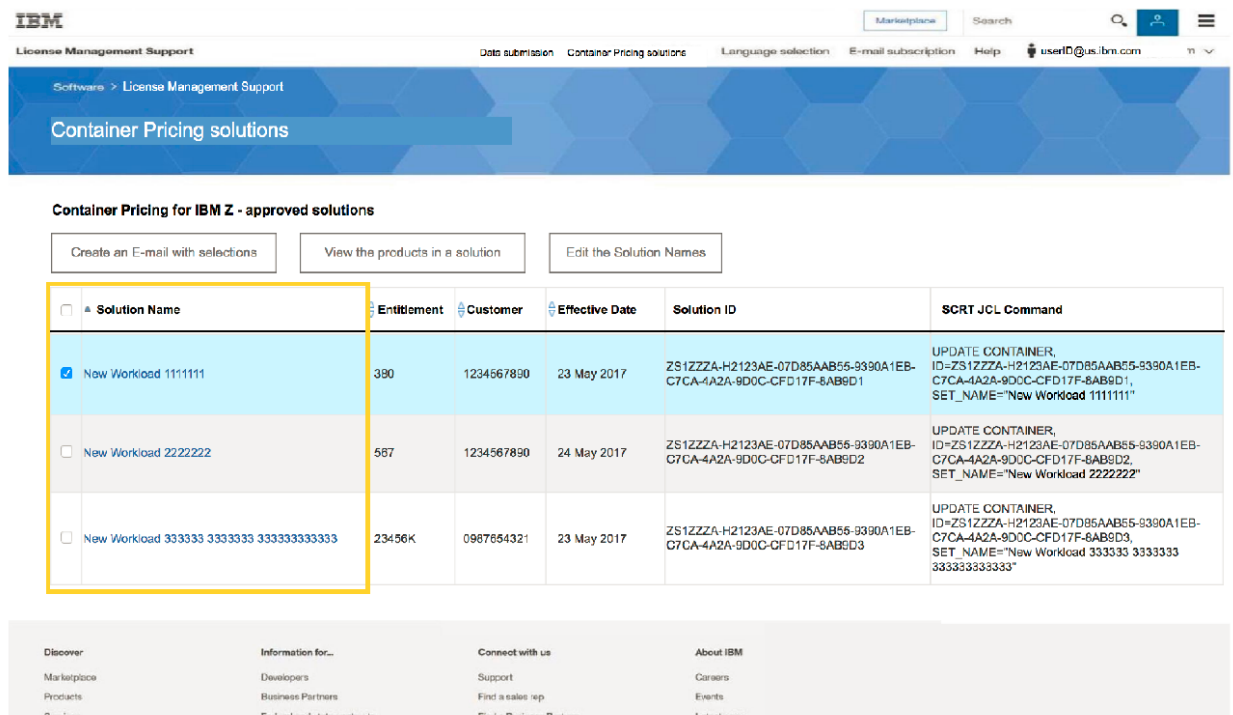 IBM
Marketplace
Search
License Management Support
Data submission Container Pricing solutions Language selection E-mail subscription Help userID@us.ibm.com
Software > License Management Support
Container Pricing solutions
Container Pricing for IBM Z - approved solutions
Create an E-mail with selections
View the products in a solution
Edit the Solution Names
Solution Name Entitlement Customer Effective Date Solution ID SCRT JCL Command
New Workload 1111111
380
1234567890
23 May 2017
ZS1ZZZA-H2123AE-07D85AAB55-9390A1EB-
C7CA-4A2A-9D0C-CFD17F-8AB9D1
UPDATE CONTAINER,
ID=ZS1ZZZA-H2123AE-07D85AAB55-9390A1EB-
C7CA-4A2A-9D0C-CFD17F-8AB9D1,
SET_NAME="New Workload 1111111"
New Workload 2222222
567
1234567890
24 May 2017
ZS1ZZZA-H2123AE-07D85AAB55-9390A1EB-
C7CA-4A2A-9D0C-CFD17F-8AB9D2
UPDATE CONTAINER,
ID=ZS1ZZZA-H2123AE-07D85AAB55-9390A1EB-
C7CA-4A2A-9D0C-CFD17F-8AB9D2,
SET_NAME="New Workload 2222222"
New Workload 333333 3333333 333333333333
23456K
0987654321
23 May 2017
ZS1ZZZA-H2123AE-07D85AAB55-9390A1EB-
C7CA-4A2A-9D0C-CFD17F-8AB9D3
UPDATE CONTAINER,
ID=ZS1ZZZA-H2123AE-07D85AAB55-9390A1EB-
C7CA-4A2A-9D0C-CFD17F-8AB9D3,
SET_NAME="New Workload 333333 3333333
333333333333"
Discover
Marketplace
Products
Information for...
Developers
Business Partners
Connect with us
Support
Find a sales rep
About IBM
Careers
Events